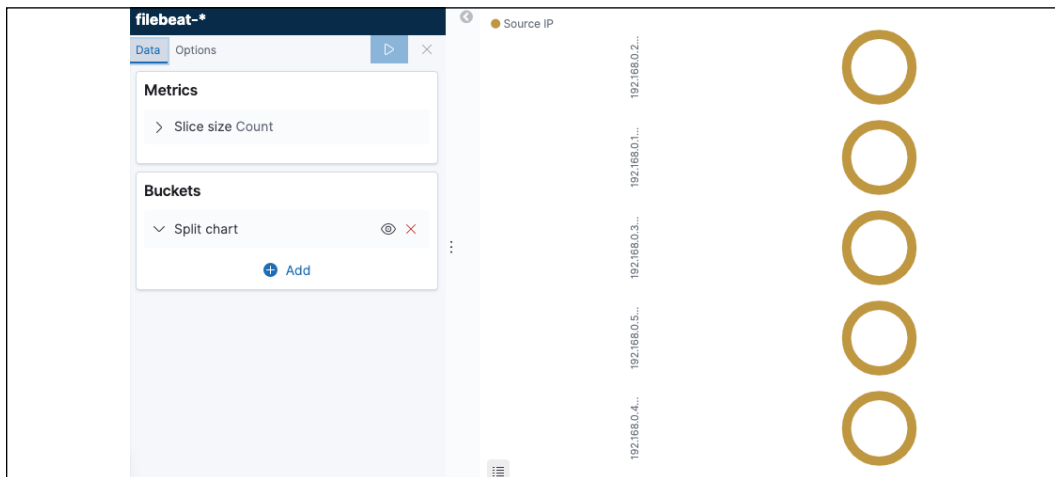 filebeat-*
Data Options
Metrics
Slice size Count
Buckets
Split chart
Add
Source IP
192.168.0.2...
192.168.0.1...
192.168.0.3...
192.168.0.5...
192.168.0.4...